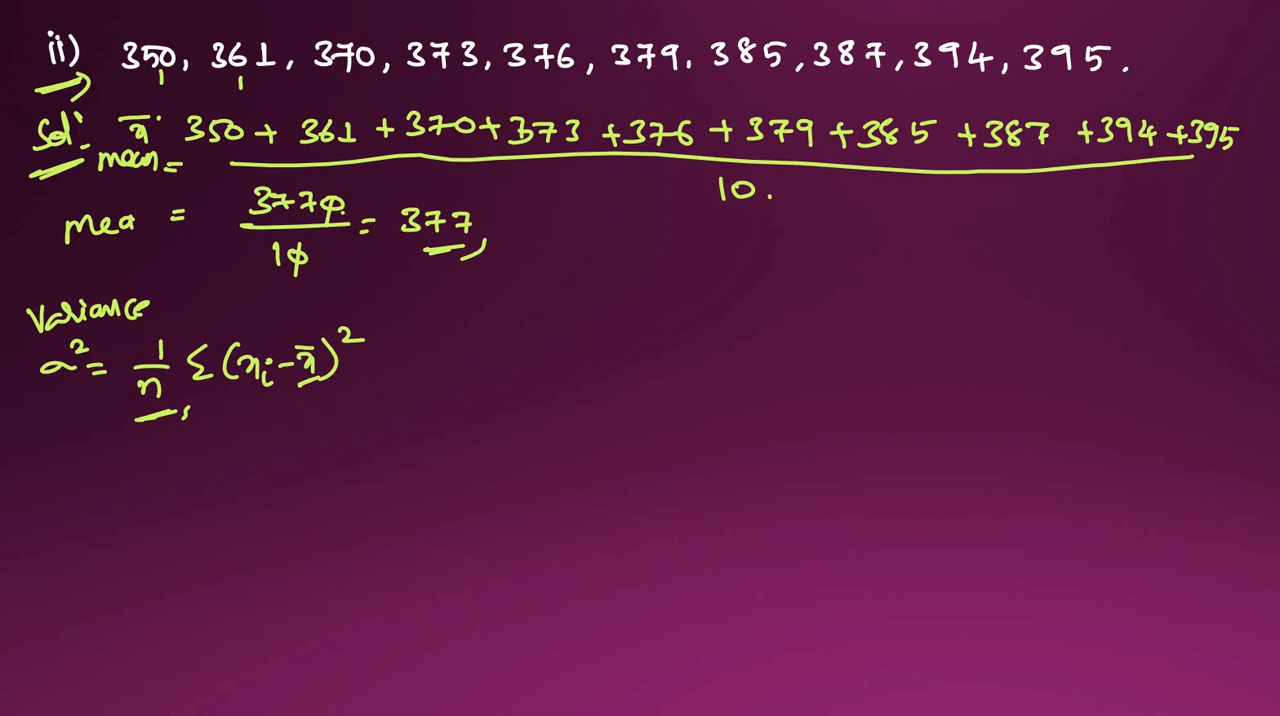 ii) 350, 361, 370, 373, 376, 379, 385, 387, 394, 395.
Sol:- x̄ 350 + 361 + 370 + 373 + 376 + 379 + 385 + 387 + 394 + 395
mean =
10.
mea = 3770/10 = 377
Variance
σ² = 1/n Σ (xi - x̄)²